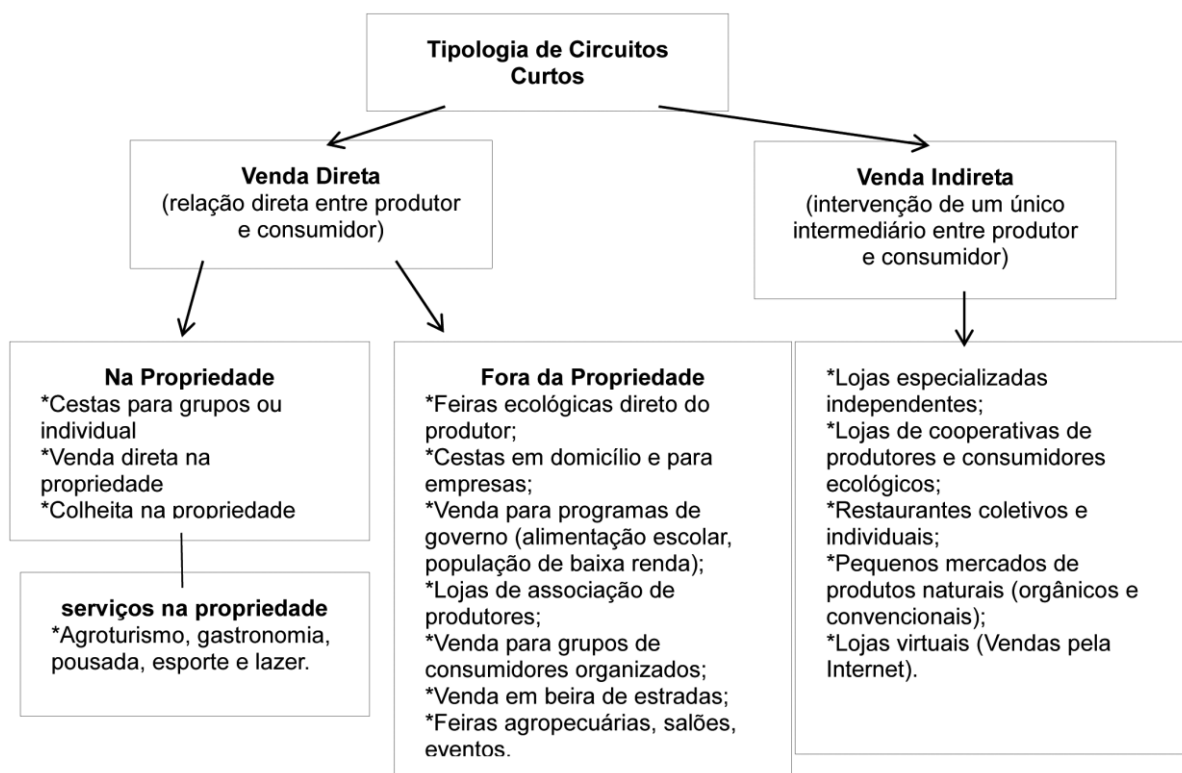 Tipologia de Circuitos
Curtos
Venda Direta
(relação direta entre produtor
e consumidor)
Venda Indireta
(intervenção de um único
intermediário entre produtor
e consumidor)
Na Propriedade
*Cestas para grupos ou
individual
*Venda direta na
propriedade
*Colheita na propriedade
serviços na propriedade
*Agroturismo, gastronomia,
pousada, esporte e lazer.
Fora da Propriedade
*Feiras ecológicas direto do
produtor;
*Cestas em domicílio e para
empresas;
*Venda para programas de
governo (alimentação escolar,
população de baixa renda);
*Lojas de associação de
produtores;
*Venda para grupos de
consumidores organizados;
*Venda em beira de estradas;
*Feiras agropecuárias, salões,
eventos.
*Lojas especializadas
independentes;
*Lojas de cooperativas de
produtores e consumidores
ecológicos;
*Restaurantes coletivos e
individuais;
*Pequenos mercados de
produtos naturais (orgânicos e
convencionais);
*Lojas virtuais (Vendas pela
Internet).